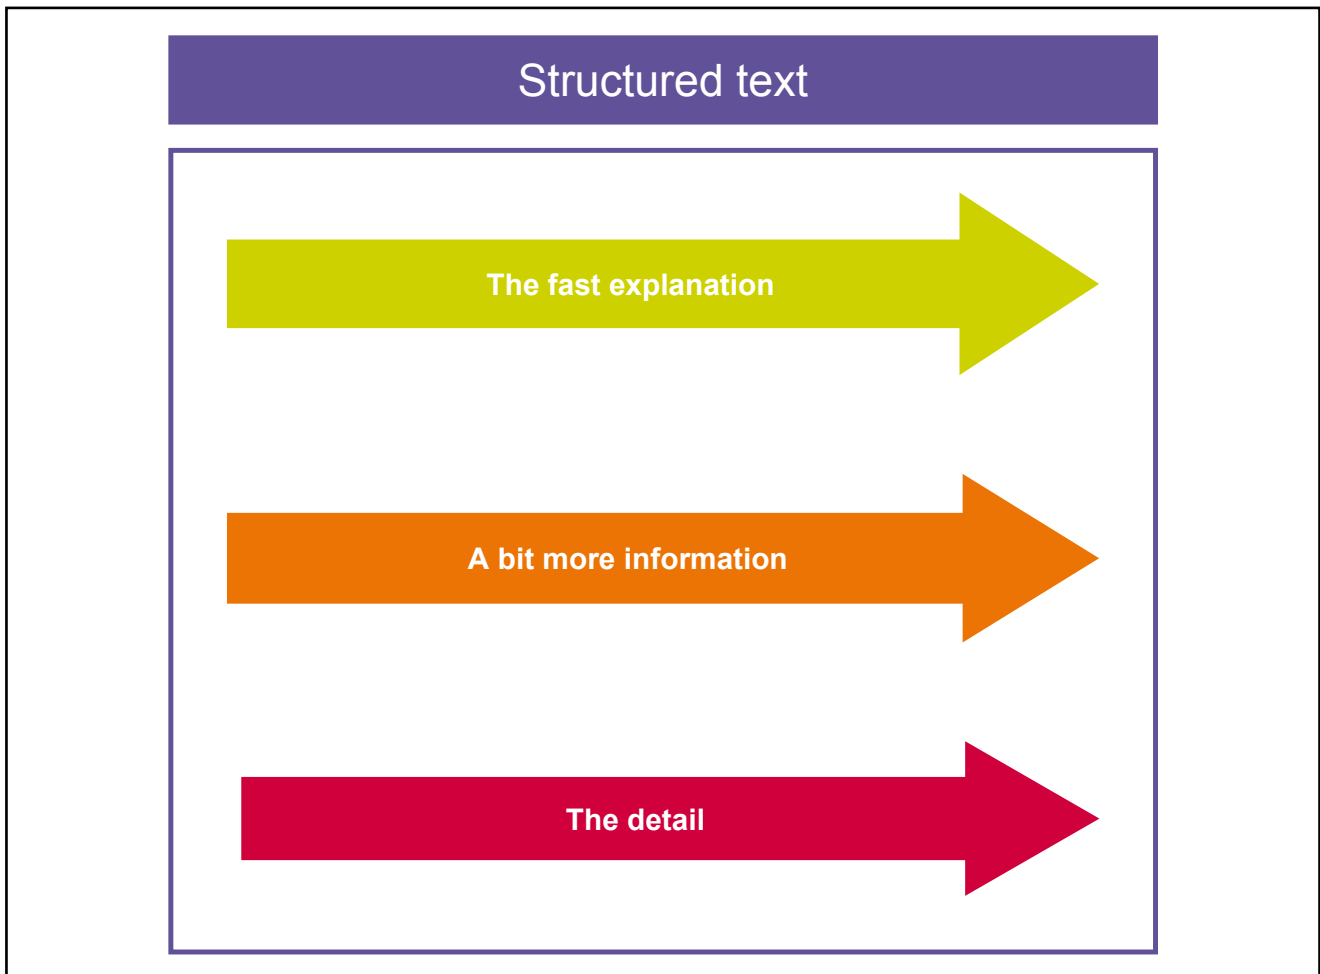 Structured text
The fast explanation
A bit more information
The detail